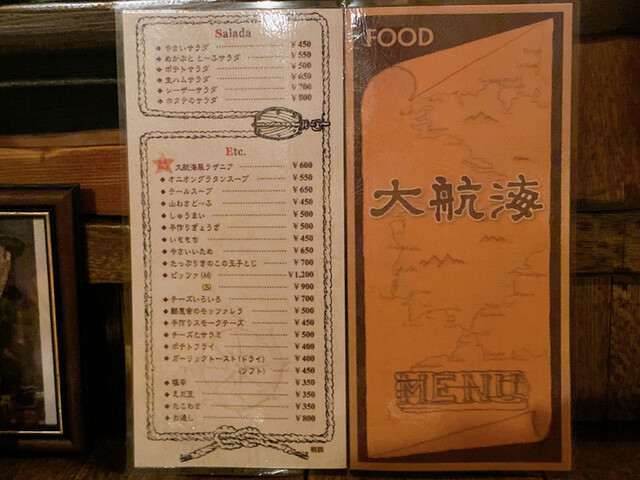 Salada
◆ やさいサラダ ¥450
◆ めかぶと と〜ふサラダ ¥550
◆ ポテトサラダ ¥500
◆ 生ハムサラダ ¥650
◆ シーザーサラダ ¥700
◆ ホタテのサラダ ¥800
Etc.
大航海風ラザニア ¥600
◆ オニオングラタンスープ ¥550
◆ テールスープ ¥650
◆ 山わさど〜ふ ¥450
◆ しゅうまい ¥500
◆ 手作りぎょうざ ¥500
◆ いももち ¥450
◆ やさいいため ¥650
◆ たっぷりきのこの玉子とじ ¥700
◆ ピッツァ(M) ¥1,200
(S) ¥900
◆ チーズいろいろ ¥700
のモッツァレラ ¥500
◆ 手作りスモークチーズ ¥450
◆ チーズとサラミ ¥500
◆ ポテトフライ ¥400
◆ ガーリックトースト(ドライ) ¥400
(ソフト) ¥450
◆ 塩辛 ¥350
◆ えだ豆 ¥350
◆ たこわさ ¥350
◆ お通し ¥800
FOOD
大航海
MENU